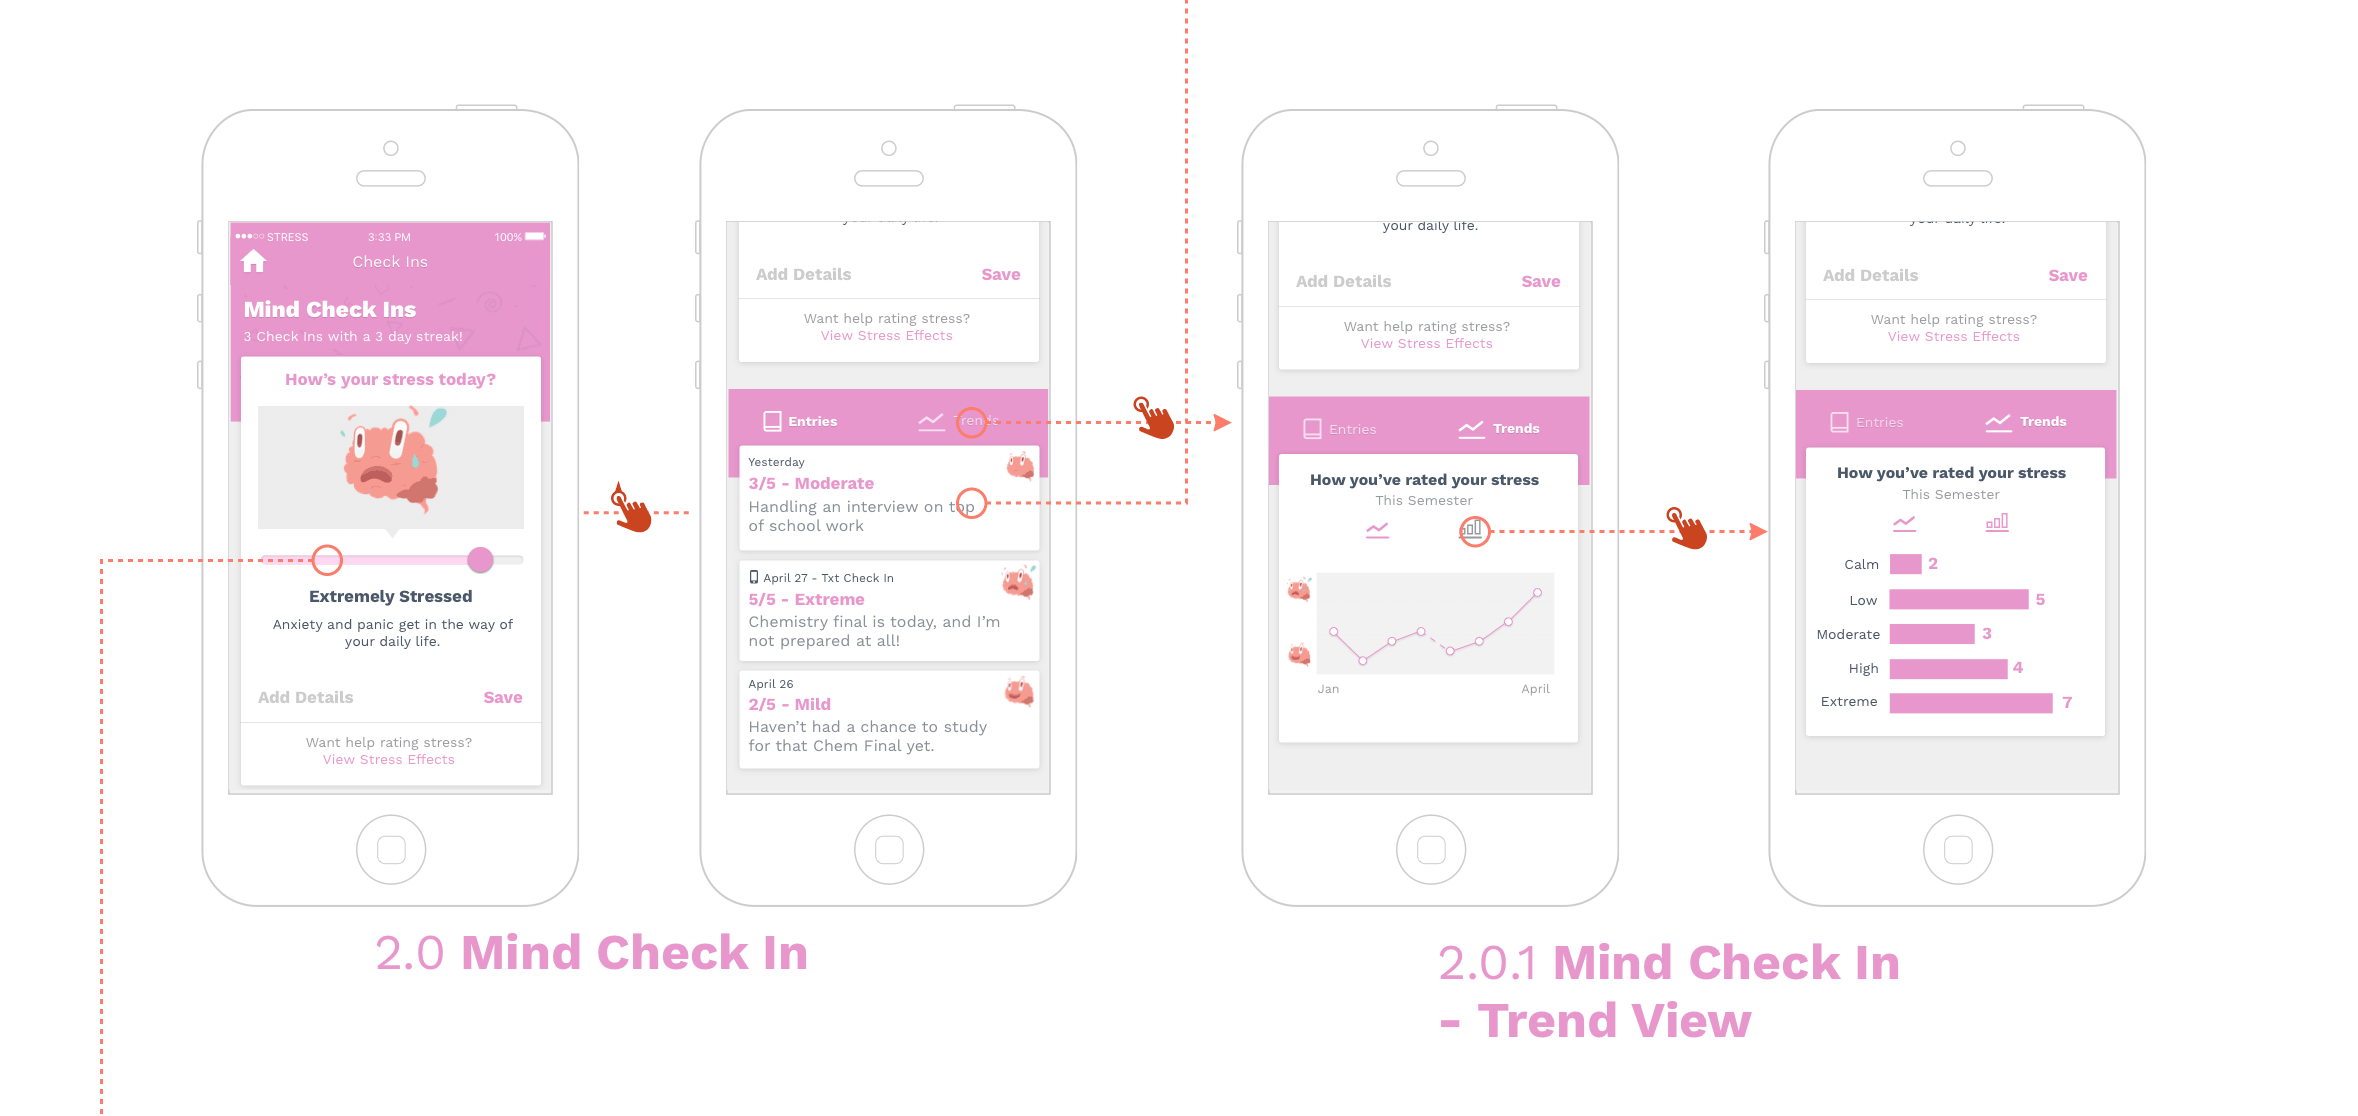 STRESS
3:33 PM
100%
Check Ins
Mind Check Ins
3 Check Ins with a 3 day streak!
How's your stress today?
Extremely Stressed
Anxiety and panic get in the way of
your daily life.
Add Details
Save
Want help rating stress?
View Stress Effects
your daily life.
Add Details
Save
Want help rating stress?
View Stress Effects
Entries
Trends
Yesterday
3/5 - Moderate
Handling an interview on top
of school work
April 27 - Txt Check In
5/5 - Extreme
Chemistry final is today, and I'm
not prepared at all!
April 26
2/5 - Mild
Haven't had a chance to study
for that Chem Final yet.
2.0 Mind Check In
your daily life.
Add Details
Save
Want help rating stress?
View Stress Effects
Entries
Trends
How you've rated your stress
This Semester
Jan
April
your daily life.
Add Details
Save
Want help rating stress?
View Stress Effects
Entries
Trends
How you've rated your stress
This Semester
Calm 2
Low 5
Moderate 3
High 4
Extreme 7
2.0.1 Mind Check In
- Trend View